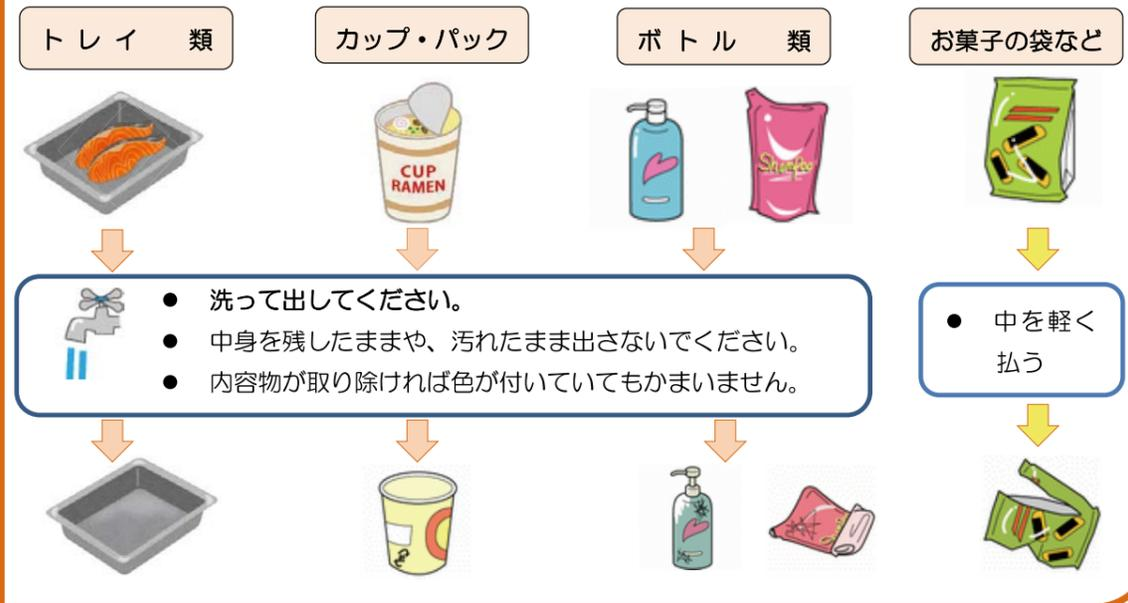 トレイ　類
カップ・パック
ボトル　類
お菓子の袋など
CUP
RAMEN
Shampoo
● 洗って出してください。
● 中身を残したままや、汚れたまま出さないでください。
● 内容物が取り除ければ色が付いていてもかまいません。
● 中を軽く
払う